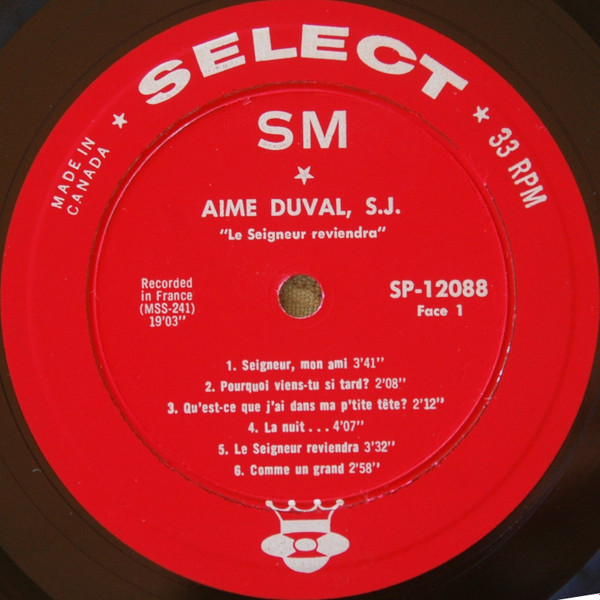 SELECT
MADE IN
CANADA
33 RPM
SM
AIME DUVAL, S.J.
"Le Seigneur reviendra"
Recorded
in France
(MSS-241)
19'03"
SP-12088
Face 1
1. Seigneur, mon ami 3'41"
2. Pourquoi viens-tu si tard? 2'08"
3. Qu'est-ce que j'ai dans ma p'tite tête? 2'12"
4. La nuit . . . 4'07"
5. Le Seigneur reviendra 3'32"
6. Comme un grand 2'58"